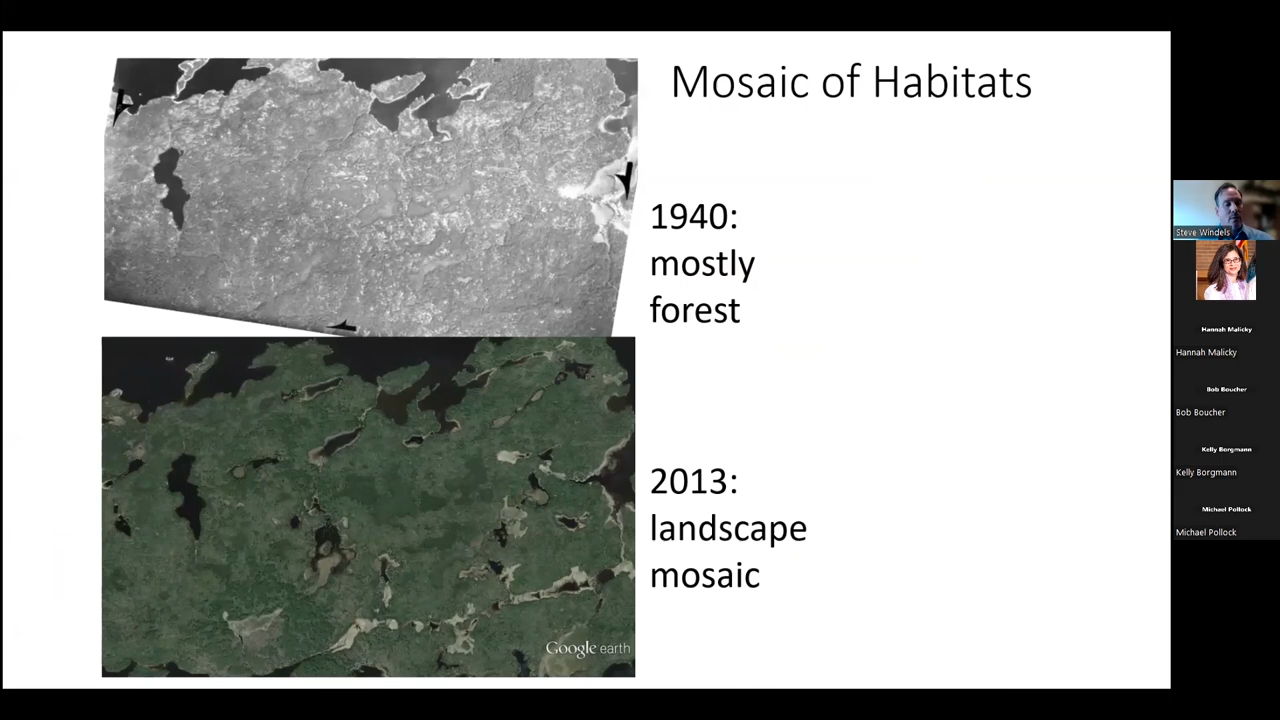 Mosaic of Habitats
1940:
mostly
forest
2013:
landscape
mosaic
Google earth
Steve Windels
Hannah Malicky
Hannah Malicky
Bob Boucher
Bob Boucher
Kelly Borgmann
Kelly Borgmann
Michael Pollock
Michael Pollock